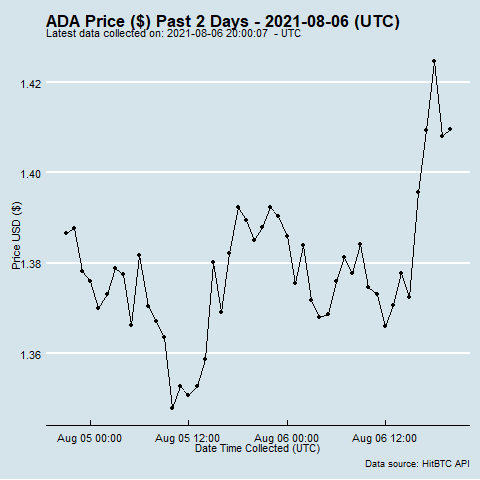 ADA Price ($) Past 2 Days - 2021-08-06 (UTC)
Latest data collected on: 2021-08-06 20:00:07 - UTC
1.42
1.40
1.38
1.36
Price USD ($)
Aug 05 00:00 Aug 05 12:00 Aug 06 00:00 Aug 06 12:00
Date Time Collected (UTC)
Data source: HitBTC API